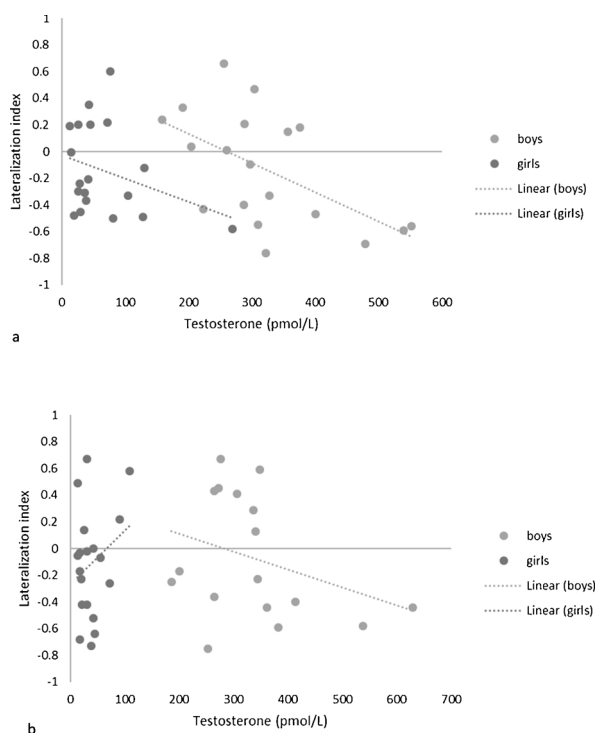 1
0.8
0.6
0.4
0.2
0
-0.2
-0.4
-0.6
-0.8
-1
Lateralization index
0 100 200 300 400 500 600
Testosterone (pmol/L)
boys
girls
Linear (boys)
Linear (girls)
a
1
0.8
0.6
0.4
0.2
0
-0.2
-0.4
-0.6
-0.8
-1
Lateralization index
0 100 200 300 400 500 600 700
Testosterone (pmol/L)
boys
girls
Linear (boys)
Linear (girls)
b